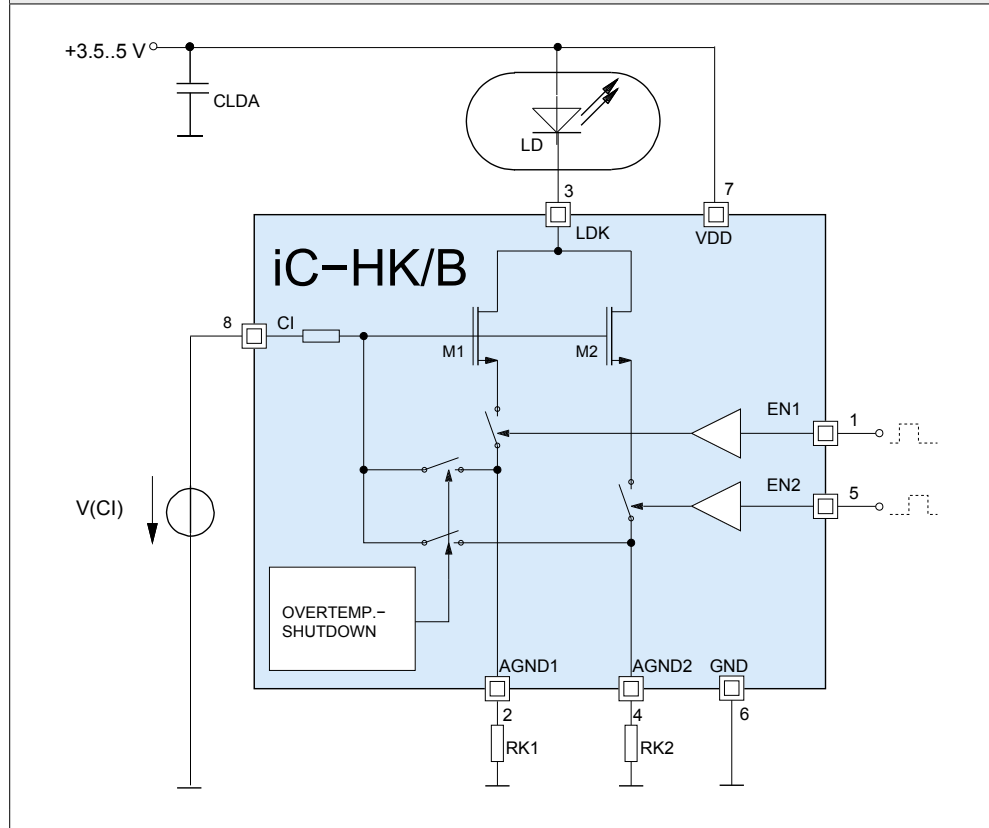 +3.5..5 V
CLDA
LD
3
7
LDK
VDD
iC−HK/B
8
CI
M1
M2
EN1
1
EN2
5
V(CI)
OVERTEMP.−
SHUTDOWN
AGND1
AGND2
GND
2
4
6
RK1
RK2